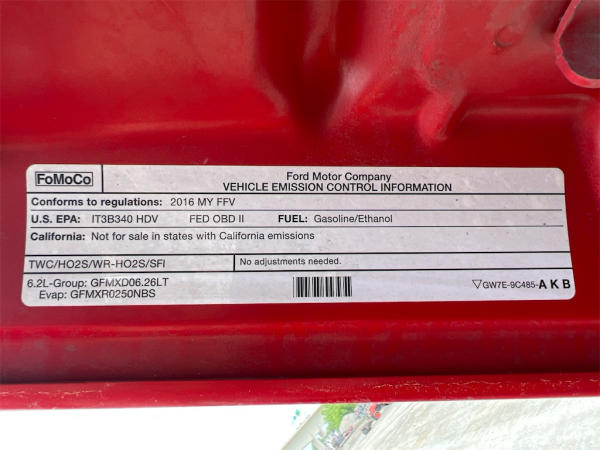 FoMoCo
Ford Motor Company
VEHICLE EMISSION CONTROL INFORMATION
Conforms to regulations: 2016 MY FFV
U.S. EPA: IT3B340 HDV FED OBD II FUEL: Gasoline/Ethanol
California: Not for sale in states with California emissions
TWC/HO2S/WR-HO2S/SFI No adjustments needed.
6.2L-Group: GFMXD06.26LT
Evap: GFMXR0250NBS
▽GW7E-9C485-A K B